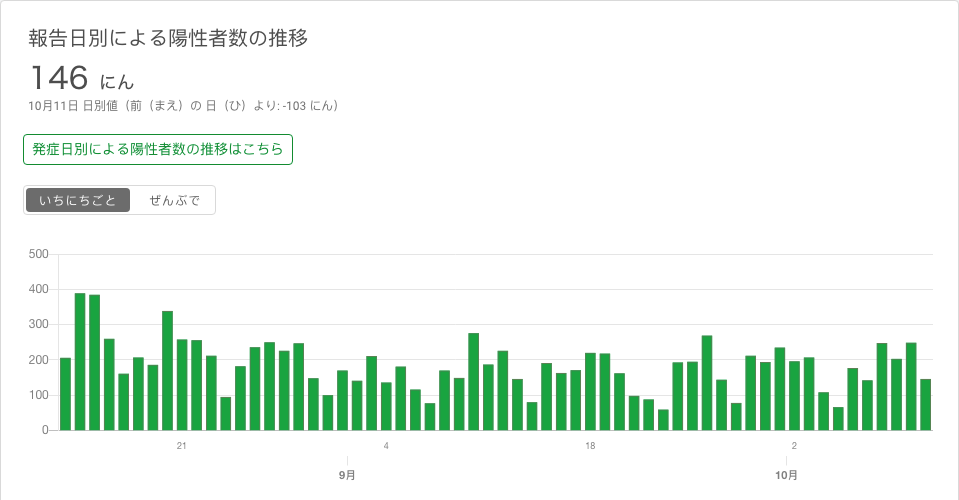 報告日別による陽性者数の推移
146 にん
10月11日 日別値（前（まえ）の 日（ひ）より: -103 にん）
発症日別による陽性者数の推移はこちら
いちにちごと ぜんぶで
500
400
300
200
100
0
21 4 18 2
9月 10月